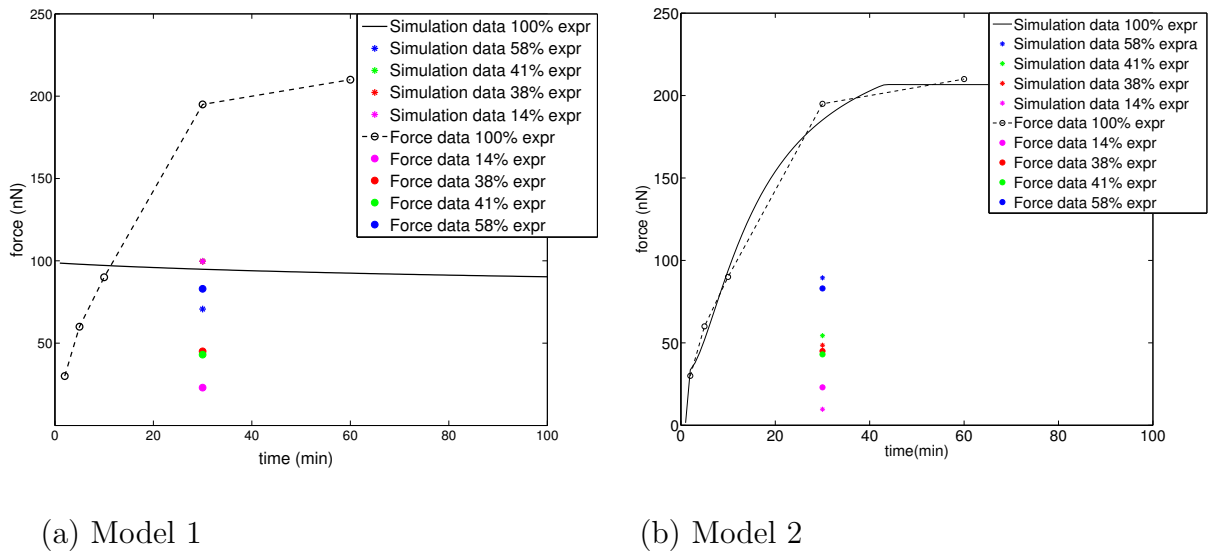 250
200
150
100
50
0
20
40
60
80
100
force (nN)
time (min)
Simulation data 100% expr
Simulation data 58% expr
Simulation data 41% expr
Simulation data 38% expr
Simulation data 14% expr
Force data 100% expr
Force data 14% expr
Force data 38% expr
Force data 41% expr
Force data 58% expr
(a) Model 1
250
200
150
100
50
0
0
20
40
60
80
100
force (nN)
time(min)
Simulation data 100% expr
Simulation data 58% expra
Simulation data 41% expr
Simulation data 38% expr
Simulation data 14% expr
Force data 100% expr
Force data 14% expr
Force data 38% expr
Force data 41% expr
Force data 58% expr
(b) Model 2